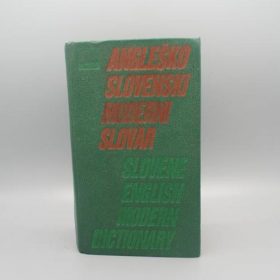 ANGLEŠKO
SLOVENSKI
MODERNI
SLOVAR
SLOVENE
ENGLISH
MODERN
DICTIONARY